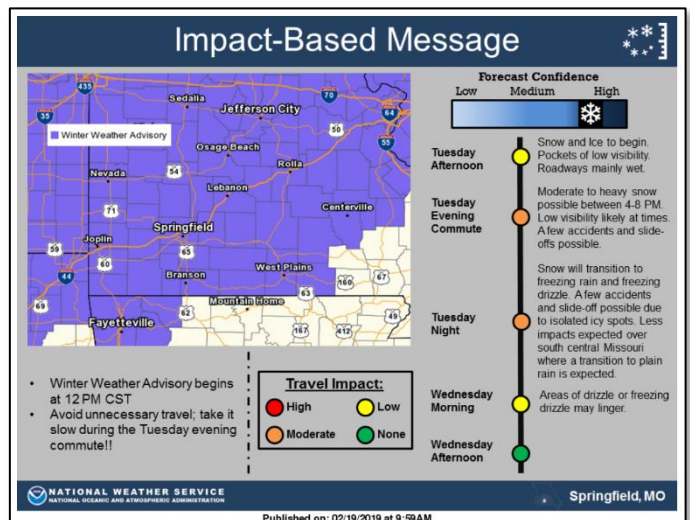 Impact-Based Message
435
Sedalia
70
Jefferson City
64
35
Winter Weather Advisory
50
55
Osage Beach
Rolla
Nevada
54
Lebanon
71
Centerville
Springfield
Joplin
59
65
60
West Plains
44
Branson
160
67
63
69
Mountain Home
62
49
Fayetteville
167
412
Forecast Confidence
Low Medium High
Tuesday
Afternoon
Snow and Ice to begin.
Pockets of low visibility.
Roadways mainly wet.
Tuesday
Evening
Commute
Moderate to heavy snow
possible between 4-8 PM.
Low visibility likely at times.
A few accidents and slide-
offs possible.
Tuesday
Night
Snow will transition to
freezing rain and freezing
drizzle. A few accidents
and slide-off possible due
to isolated icy spots. Less
impacts expected over
south central Missouri
where a transition to plain
rain is expected.
Wednesday
Morning
Areas of drizzle or freezing
drizzle may linger.
Wednesday
Afternoon
• Winter Weather Advisory begins
at 12 PM CST
• Avoid unnecessary travel; take it
slow during the Tuesday evening
commute!!
Travel Impact:
High Low
Moderate None
NATIONAL WEATHER SERVICE
NATIONAL OCEANIC AND ATMOSPHERIC ADMINISTRATION
Springfield, MO
Published on: 02/19/2019 at 9:59AM